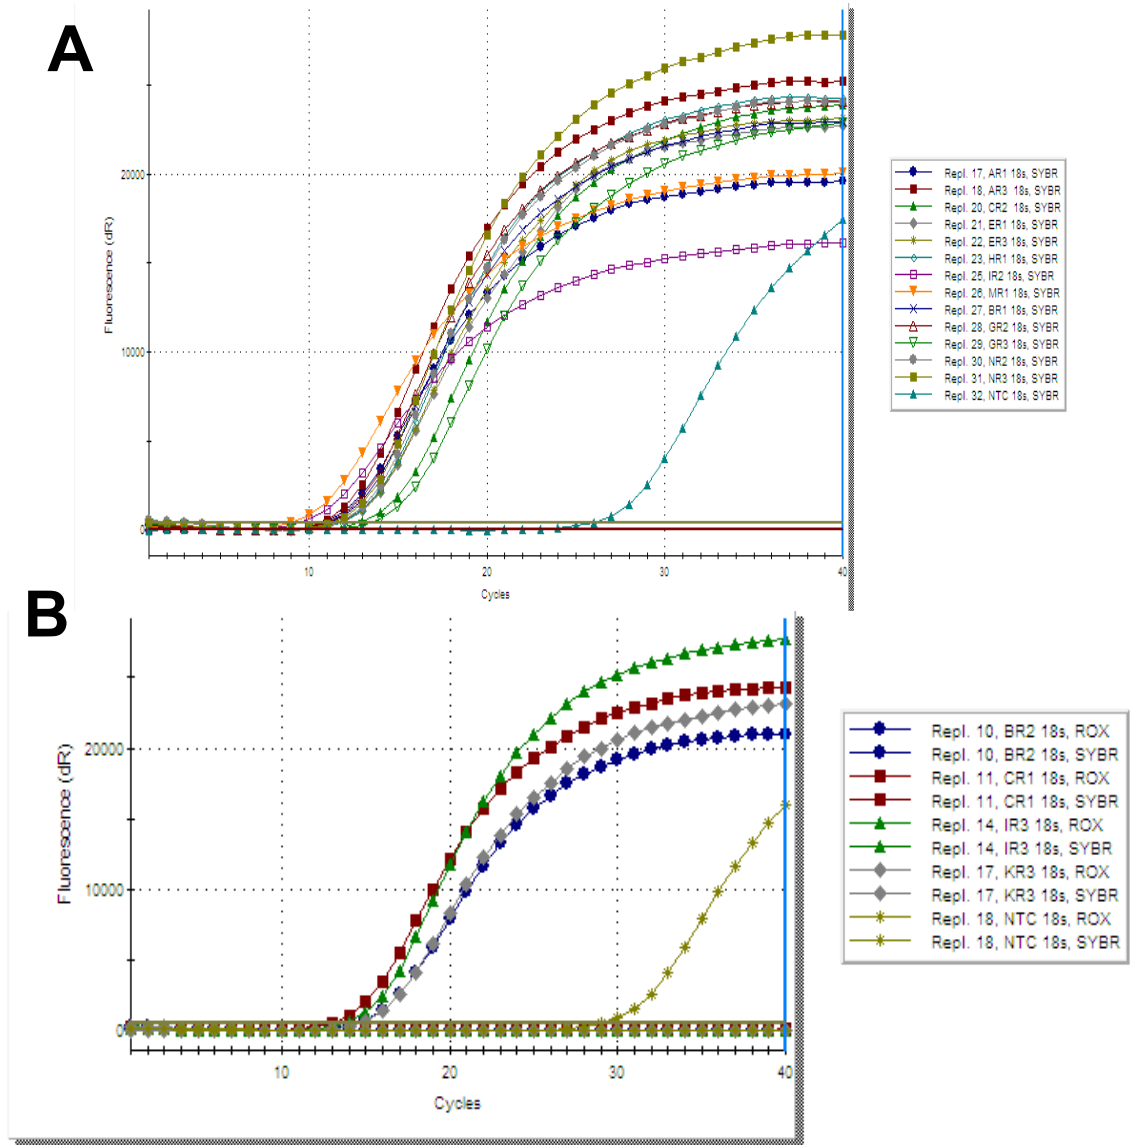 A
Fluorescence (dR)
20000
10000
0
10
20
30
40
Cycles
Repl. 17, AR1 18s, SYBR
Repl. 18, AR3 18s, SYBR
Repl. 20, CR2 18s, SYBR
Repl. 21, ER1 18s, SYBR
Repl. 22, ER3 18s, SYBR
Repl. 23, HR1 18s, SYBR
Repl. 25, IR2 18s, SYBR
Repl. 26, MR1 18s, SYBR
Repl. 27, BR1 18s, SYBR
Repl. 28, GR2 18s, SYBR
Repl. 29, GR3 18s, SYBR
Repl. 30, NR2 18s, SYBR
Repl. 31, NR3 18s, SYBR
Repl. 32, NTC 18s, SYBR
B
Fluorescence (dR)
20000
10000
0
10
20
30
40
Cycles
Repl. 10, BR2 18s, ROX
Repl. 10, BR2 18s, SYBR
Repl. 11, CR1 18s, ROX
Repl. 11, CR1 18s, SYBR
Repl. 14, IR3 18s, ROX
Repl. 14, IR3 18s, SYBR
Repl. 17, KR3 18s, ROX
Repl. 17, KR3 18s, SYBR
Repl. 18, NTC 18s, ROX
Repl. 18, NTC 18s, SYBR